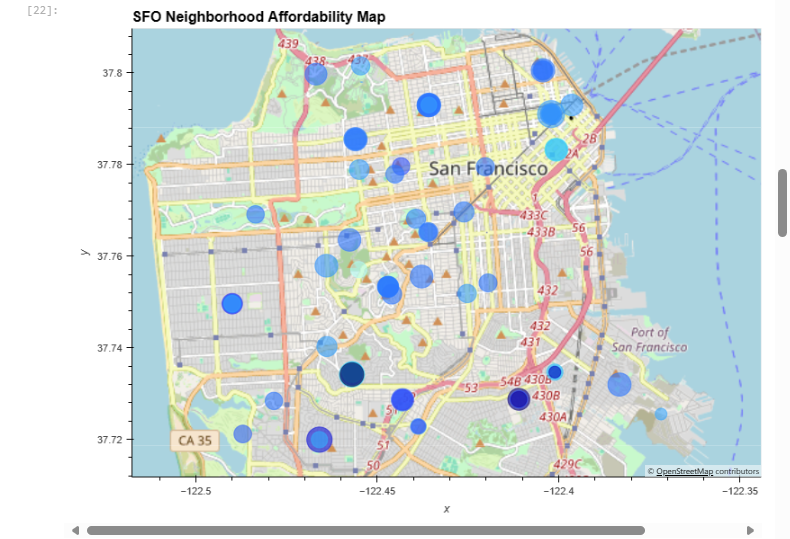 [22]:
SFO Neighborhood Affordability Map
439
438
437
37.8
2B
2A
37.78
San Francisco
1
433C
433B
56
37.76
56
y
432
432
431
37.74
Port of
San Francisco
53
54B
430B
430B
430A
51
CA 35
37.72
51
50
429C
© OpenStreetMap contributors
−122.5
−122.45
−122.4
−122.35
x